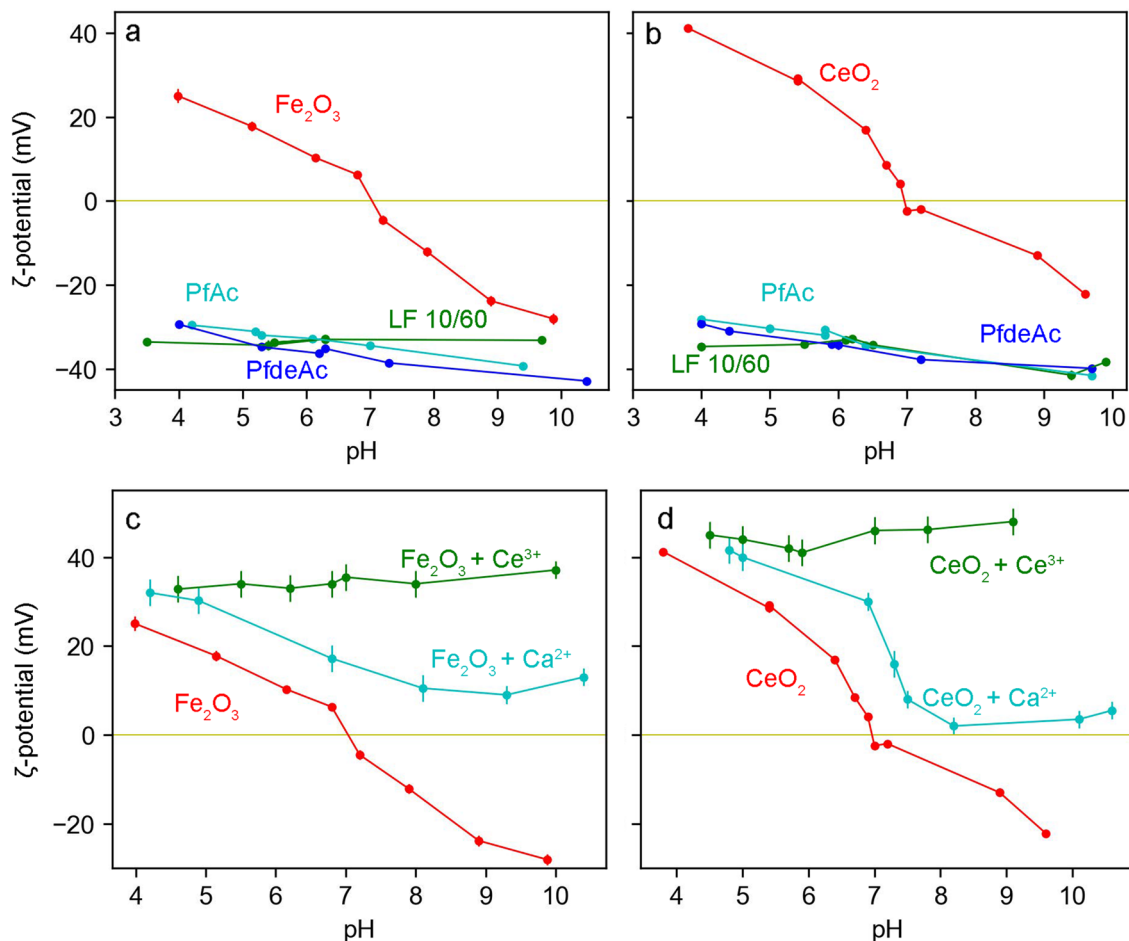 a
ζ-potential (mV)
40
20
0
−20
−40
Fe₂O₃
PfAc
LF 10/60
PfdeAc
3 4 5 6 7 8 9 10
pH
b
CeO₂
PfAc
PfdeAc
LF 10/60
3 4 5 6 7 8 9 10
pH
c
ζ-potential (mV)
40
20
0
−20
Fe₂O₃ + Ce³⁺
Fe₂O₃ + Ca²⁺
Fe₂O₃
4 5 6 7 8 9 10
pH
d
CeO₂ + Ce³⁺
CeO₂
CeO₂ + Ca²⁺
4 5 6 7 8 9 10
pH